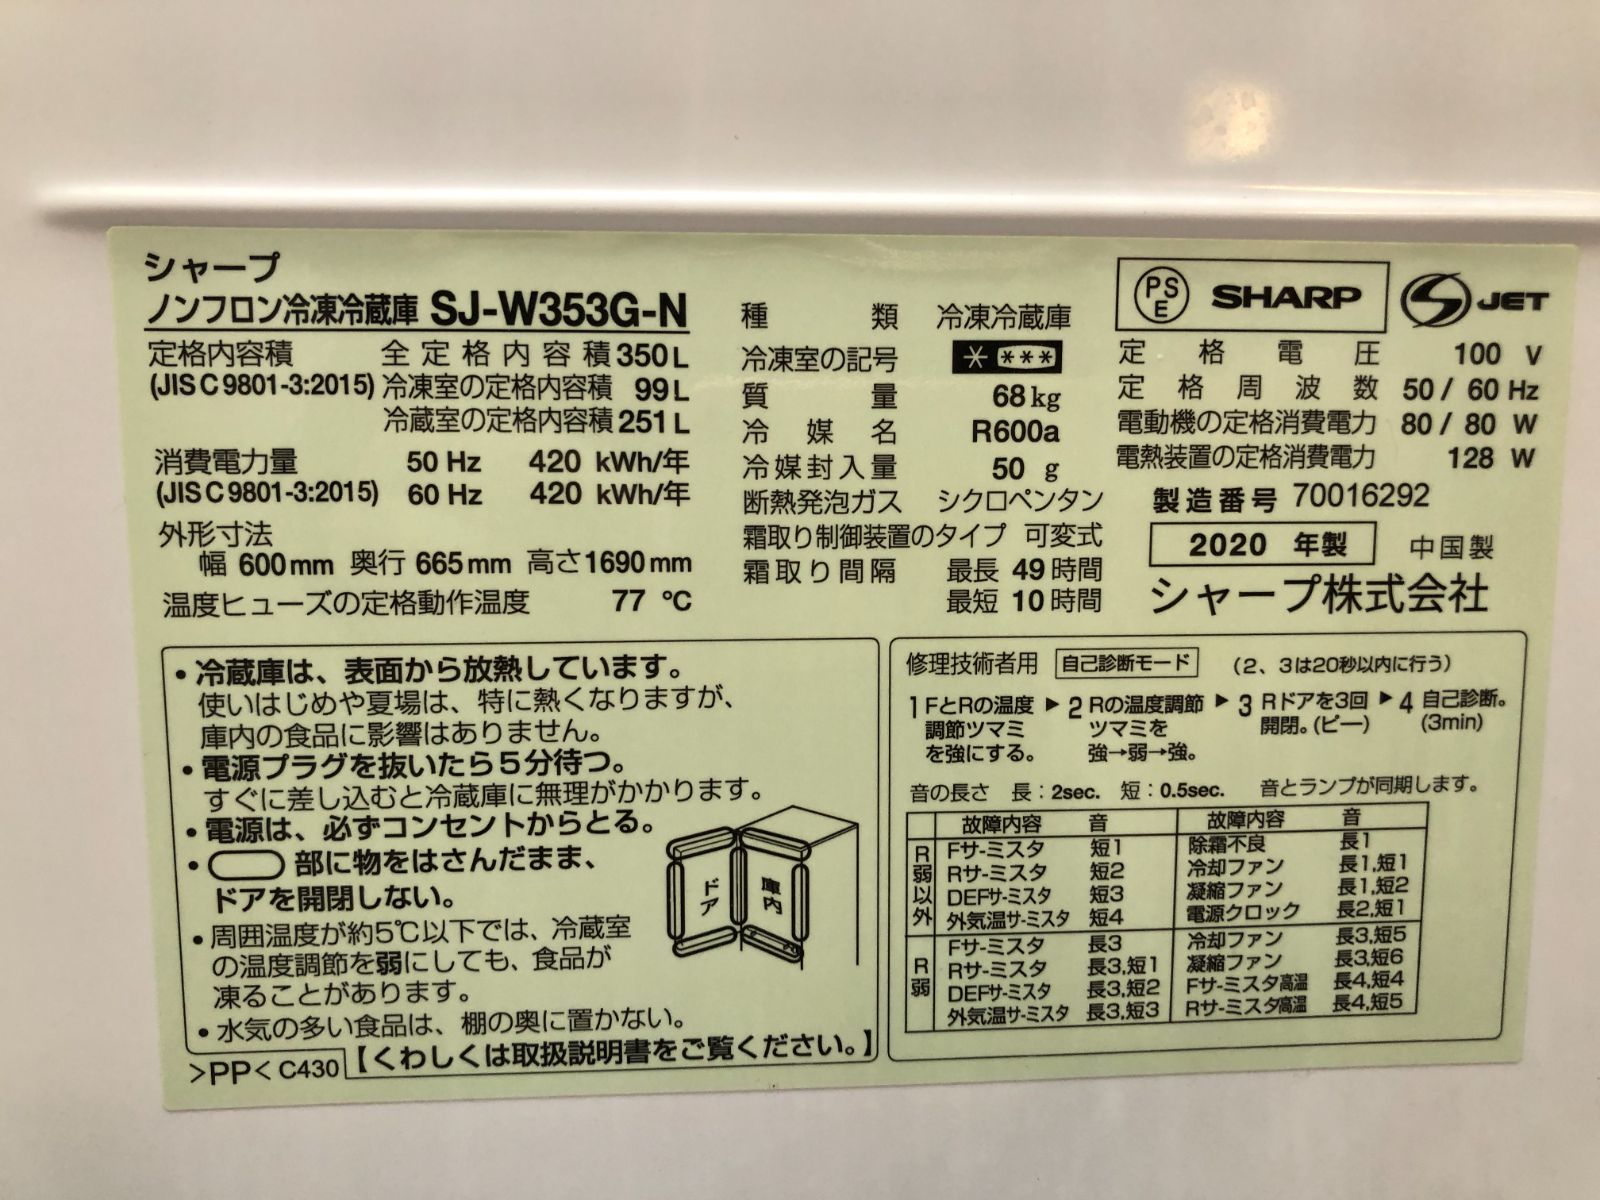 シャープ
ノンフロン冷凍冷蔵庫 SJ-W353G-N
定格内容積 全定格内容積 350L
(JIS C 9801-3:2015) 冷凍室の定格内容積 99L
冷蔵室の定格内容積 251L
消費電力量 50 Hz 420 kWh/年
(JIS C 9801-3:2015) 60 Hz 420 kWh/年
外形寸法
幅 600mm 奥行 665mm 高さ1690mm
温度ヒューズの定格動作温度 77 ℃
種類 冷凍冷蔵庫
冷凍室の記号 * ***
質量 68kg
冷媒名 R600a
冷媒封入量 50 g
断熱発泡ガス シクロペンタン
霜取り制御装置のタイプ 可変式
霜取り間隔 最長 49時間
最短 10時間
PSE SHARP S-JET
定格電圧 100 V
定格周波数 50 / 60 Hz
電動機の定格消費電力 80 / 80 W
電熱装置の定格消費電力 128 W
製造番号 70016292
2020 年製 中国製
シャープ株式会社
・冷蔵庫は、表面から放熱しています。
使いはじめや夏場は、特に熱くなりますが、
庫内の食品に影響はありません。
・電源プラグを抜いたら5分待つ。
すぐに差し込むと冷蔵庫に無理がかかります。
・電源は、必ずコンセントからとる。
・ 部に物をはさんだまま、
ドアを開閉しない。
・周囲温度が約5℃以下では、冷蔵室
の温度調節を弱にしても、食品が
凍ることがあります。
・水気の多い食品は、棚の奥に置かない。
ドア 庫内
>PP< C430 【くわしくは取扱説明書をご覧ください。】
修理技術者用 自己診断モード (2、3は20秒以内に行う)
1 FとRの温度調節ツマミを強にする。 ▶ 2 Rの温度調節ツマミを強→弱→強。 ▶ 3 Rドアを3回開閉。(ピー) ▶ 4 自己診断。(3min)
音の長さ 長:2sec. 短:0.5sec. 音とランプが同期します。
故障内容 音 故障内容 音
R弱以外 Fサ-ミスタ 短1 除霜不良 長1
Rサ-ミスタ 短2 冷却ファン 長1,短1
DEFサ-ミスタ 短3 凝縮ファン 長1,短2
外気温サ-ミスタ 短4 電源クロック 長2,短1
R弱 Fサ-ミスタ 長3 冷却ファン 長3,短5
Rサ-ミスタ 長3,短1 凝縮ファン 長3,短6
DEFサ-ミスタ 長3,短2 Fサ-ミスタ高温 長4,短4
外気温サ-ミスタ 長3,短3 Rサ-ミスタ高温 長4,短5